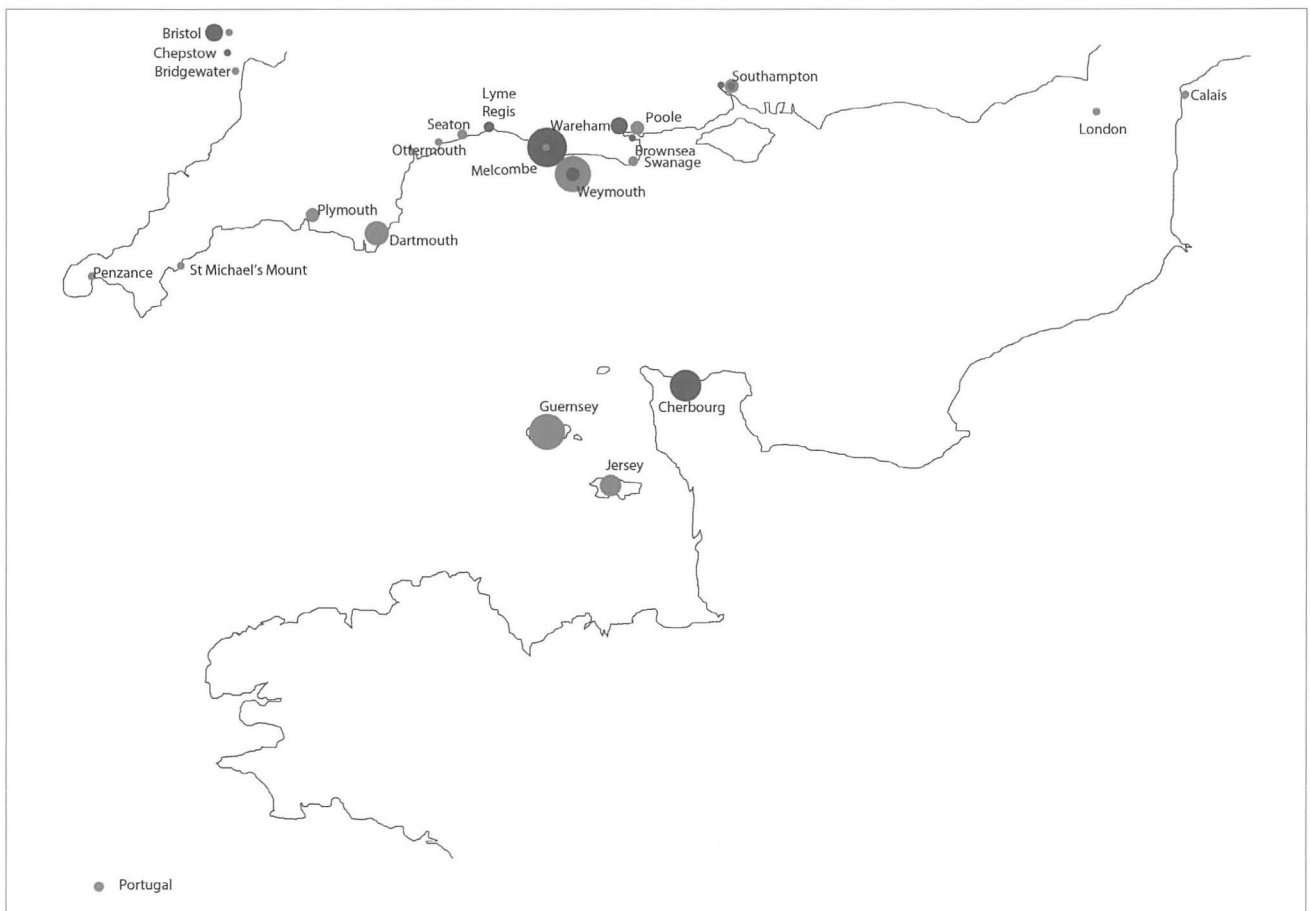 Bristol
Chepstow
Bridgewater
Southampton
Calais
London
Lyme
Regis
Seaton
Wareham
Poole
Ottermouth
Brownsea
Swanage
Melcombe
Weymouth
Plymouth
Dartmouth
Penzance
St Michael's Mount
Guernsey
Cherbourg
Jersey
Portugal